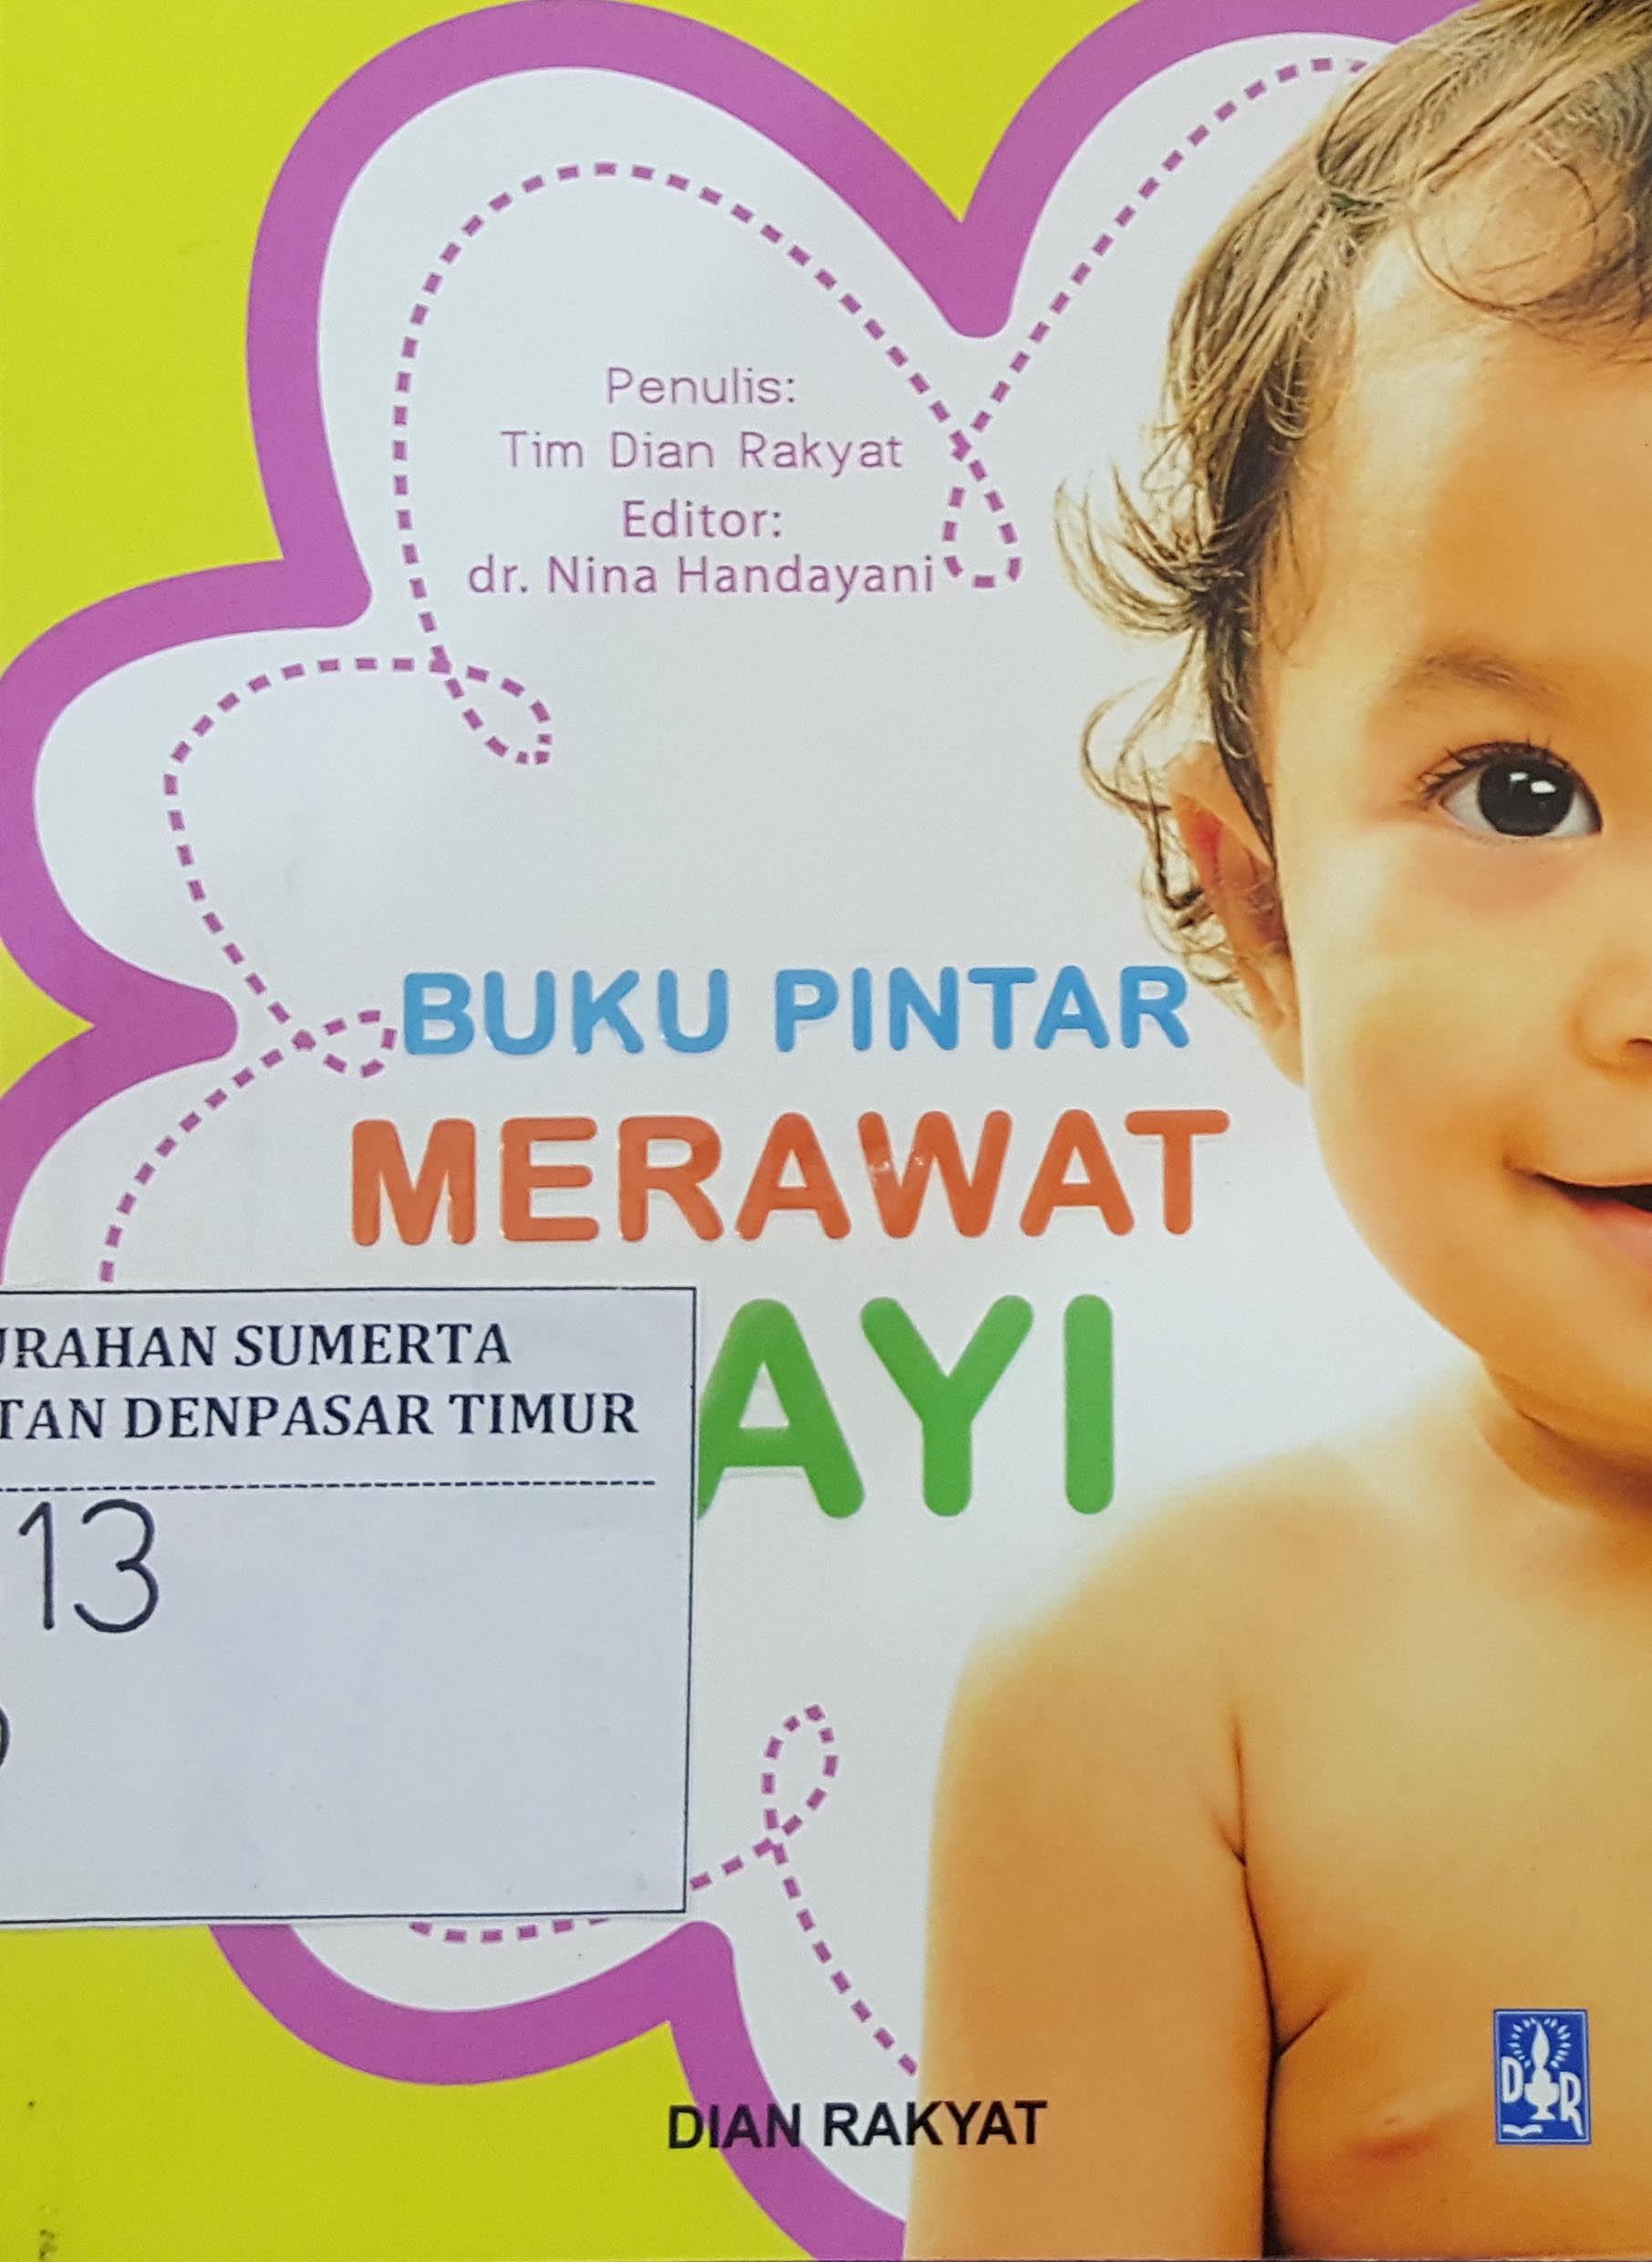 Penulis:
Tim Dian Rakyat
Editor:
dr. Nina Handayani
BUKU PINTAR
MERAWAT
AYI
URAHAN SUMERTA
TAN DENPASAR TIMUR
13
DIAN RAKYAT
D R